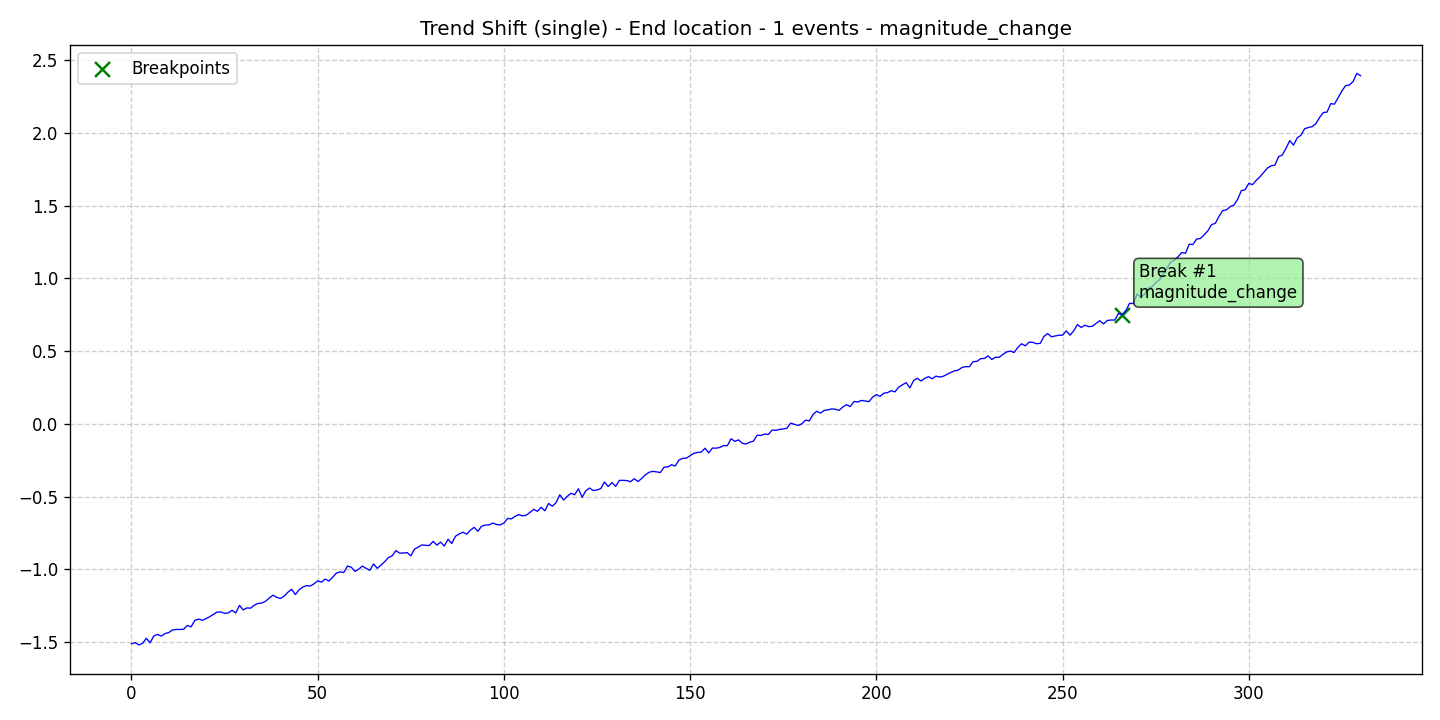 Trend Shift (single) - End location - 1 events - magnitude_change
Breakpoints
2.5
2.0
1.5
1.0
0.5
0.0
−0.5
−1.0
−1.5
Break #1
magnitude_change
0 50 100 150 200 250 300